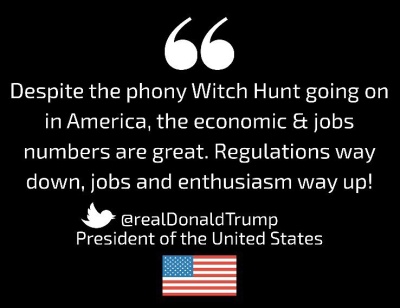 Despite the phony Witch Hunt going on
in America, the economic & jobs
numbers are great. Regulations way
down, jobs and enthusiasm way up!
@realDonaldTrump
President of the United States